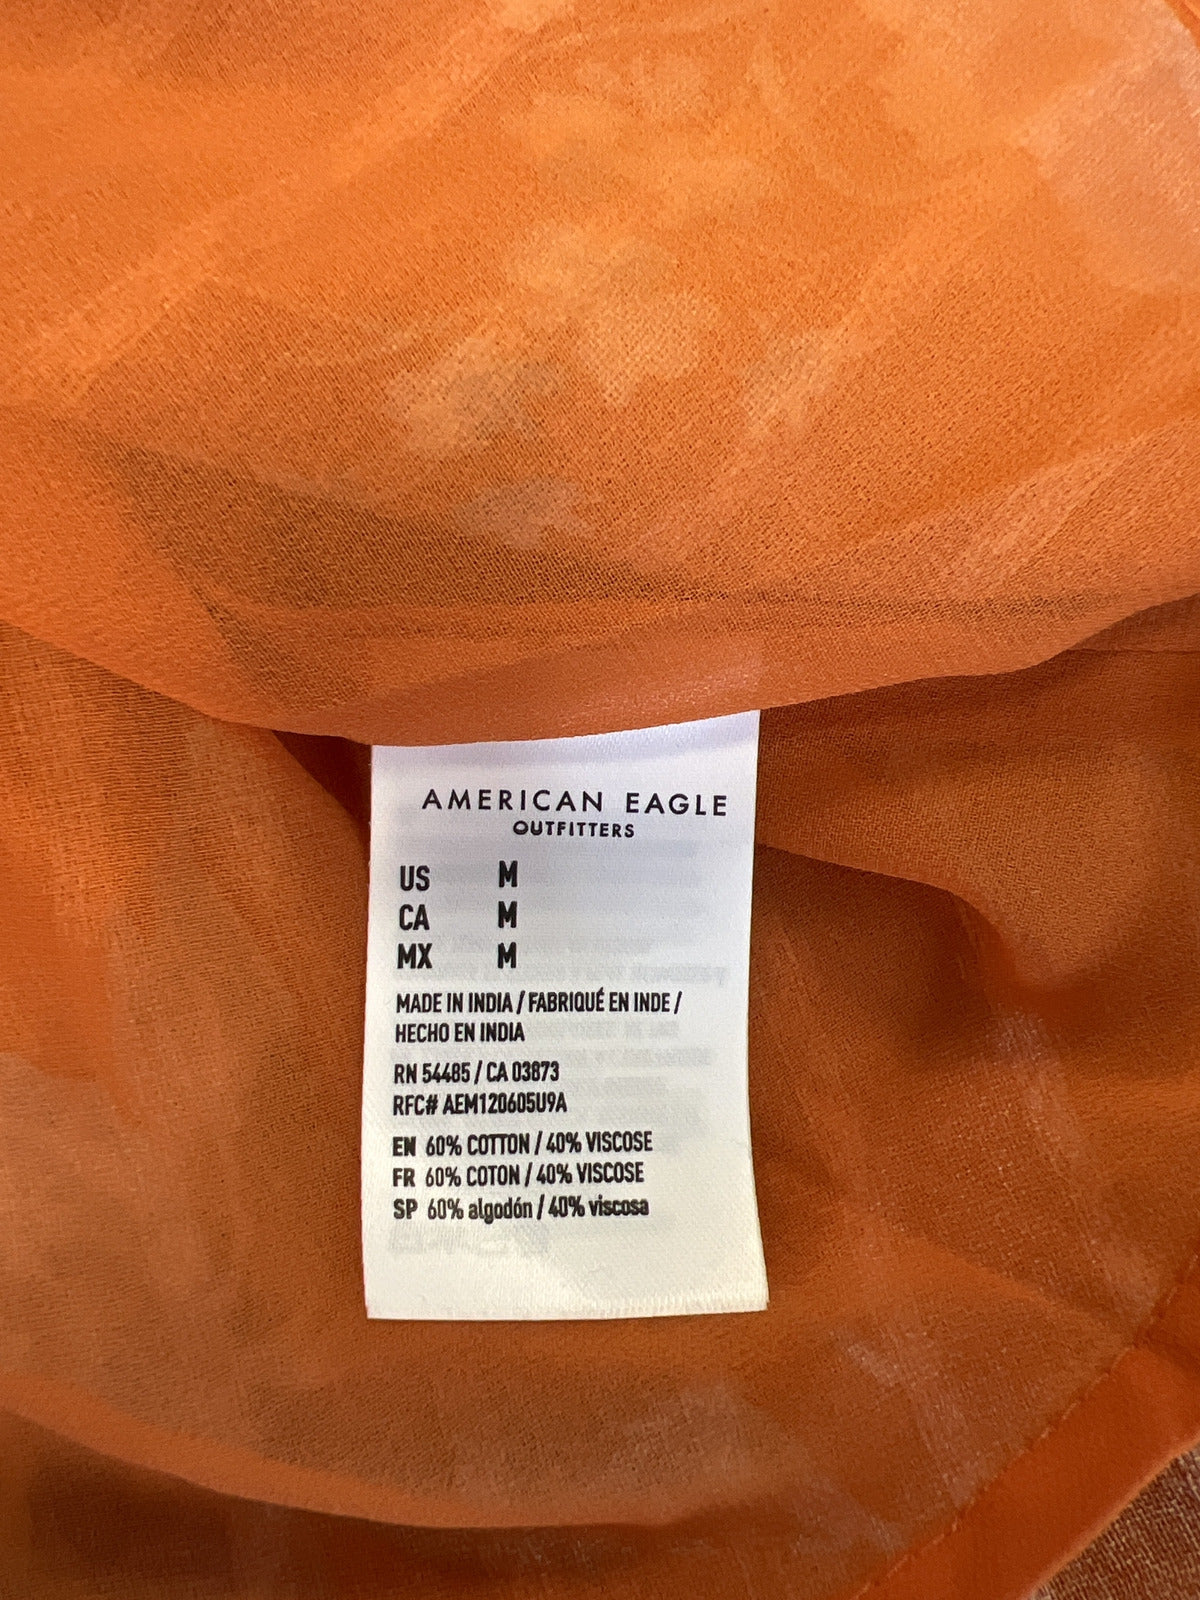 AMERICAN EAGLE
OUTFITTERS
US M
CA M
MX M
MADE IN INDIA / FABRIQUÉ EN INDE /
HECHO EN INDIA
RN 54485 / CA 03873
RFC# AEM120605U9A
EN 60% COTTON / 40% VISCOSE
FR 60% COTON / 40% VISCOSE
SP 60% algodón / 40% viscosa